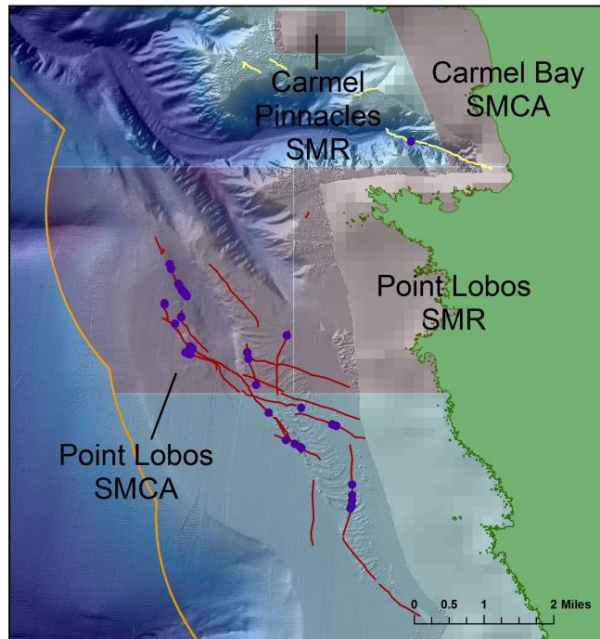 Carmel
Pinnacles
SMR
Carmel Bay
SMCA
Point Lobos
SMR
Point Lobos
SMCA
0 0.5 1 2 Miles